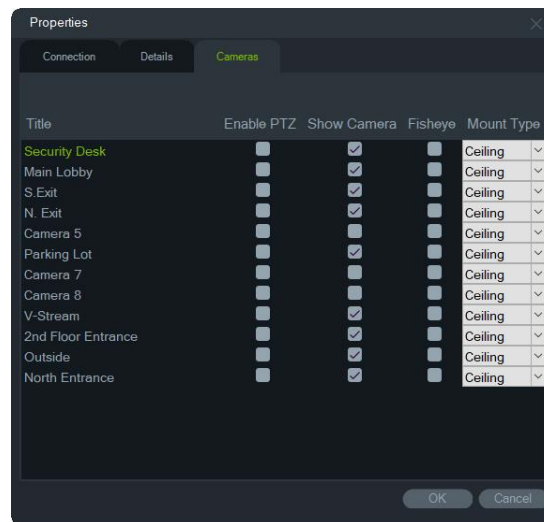 Properties
Connection Details Cameras
Title Enable PTZ Show Camera Fisheye Mount Type
Security Desk Ceiling
Main Lobby Ceiling
S.Exit Ceiling
N. Exit Ceiling
Camera 5 Ceiling
Parking Lot Ceiling
Camera 7 Ceiling
Camera 8 Ceiling
V-Stream Ceiling
2nd Floor Entrance Ceiling
Outside Ceiling
North Entrance Ceiling
OK Cancel